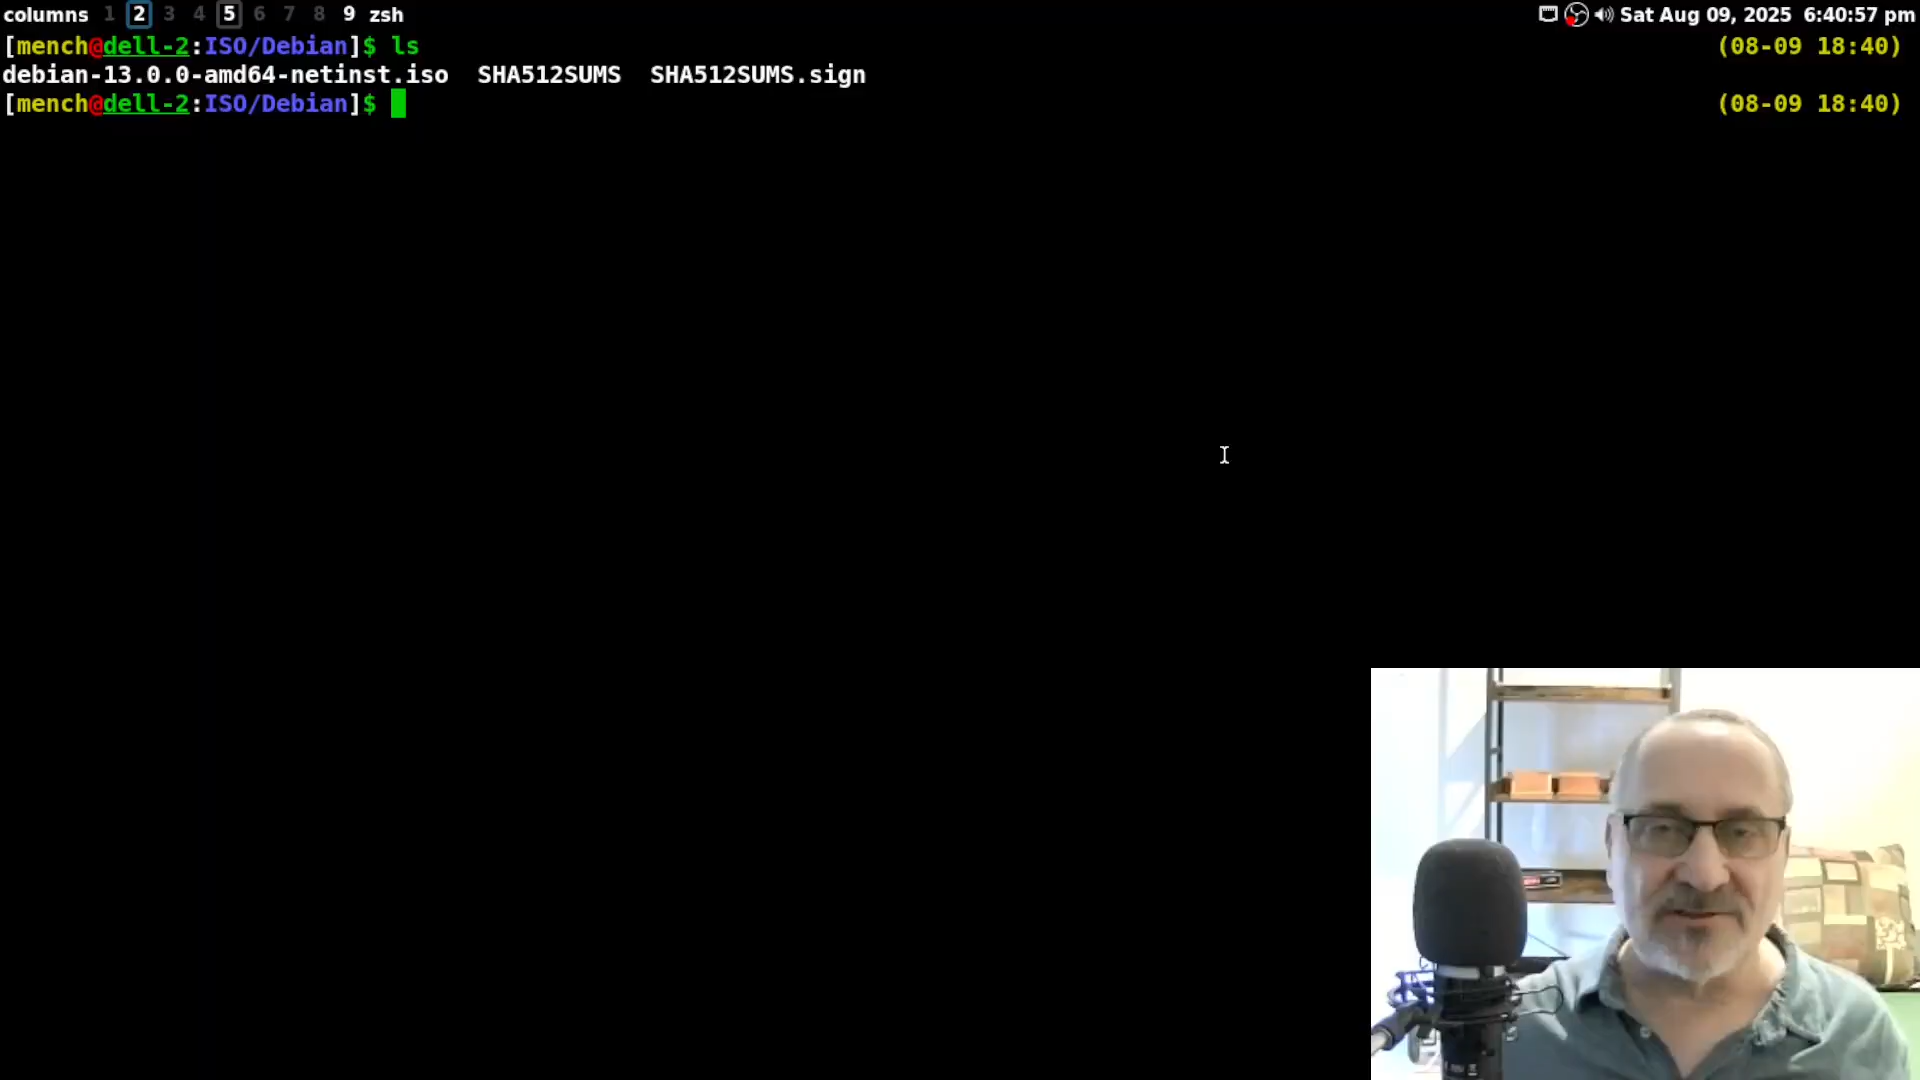 columns 1 2 3 4 5 6 7 8 9 zsh Sat Aug 09, 2025 6:40:57 pm
[mench@dell-2:ISO/Debian]$ ls (08-09 18:40)
debian-13.0.0-amd64-netinst.iso SHA512SUMS SHA512SUMS.sign
[mench@dell-2:ISO/Debian]$ (08-09 18:40)